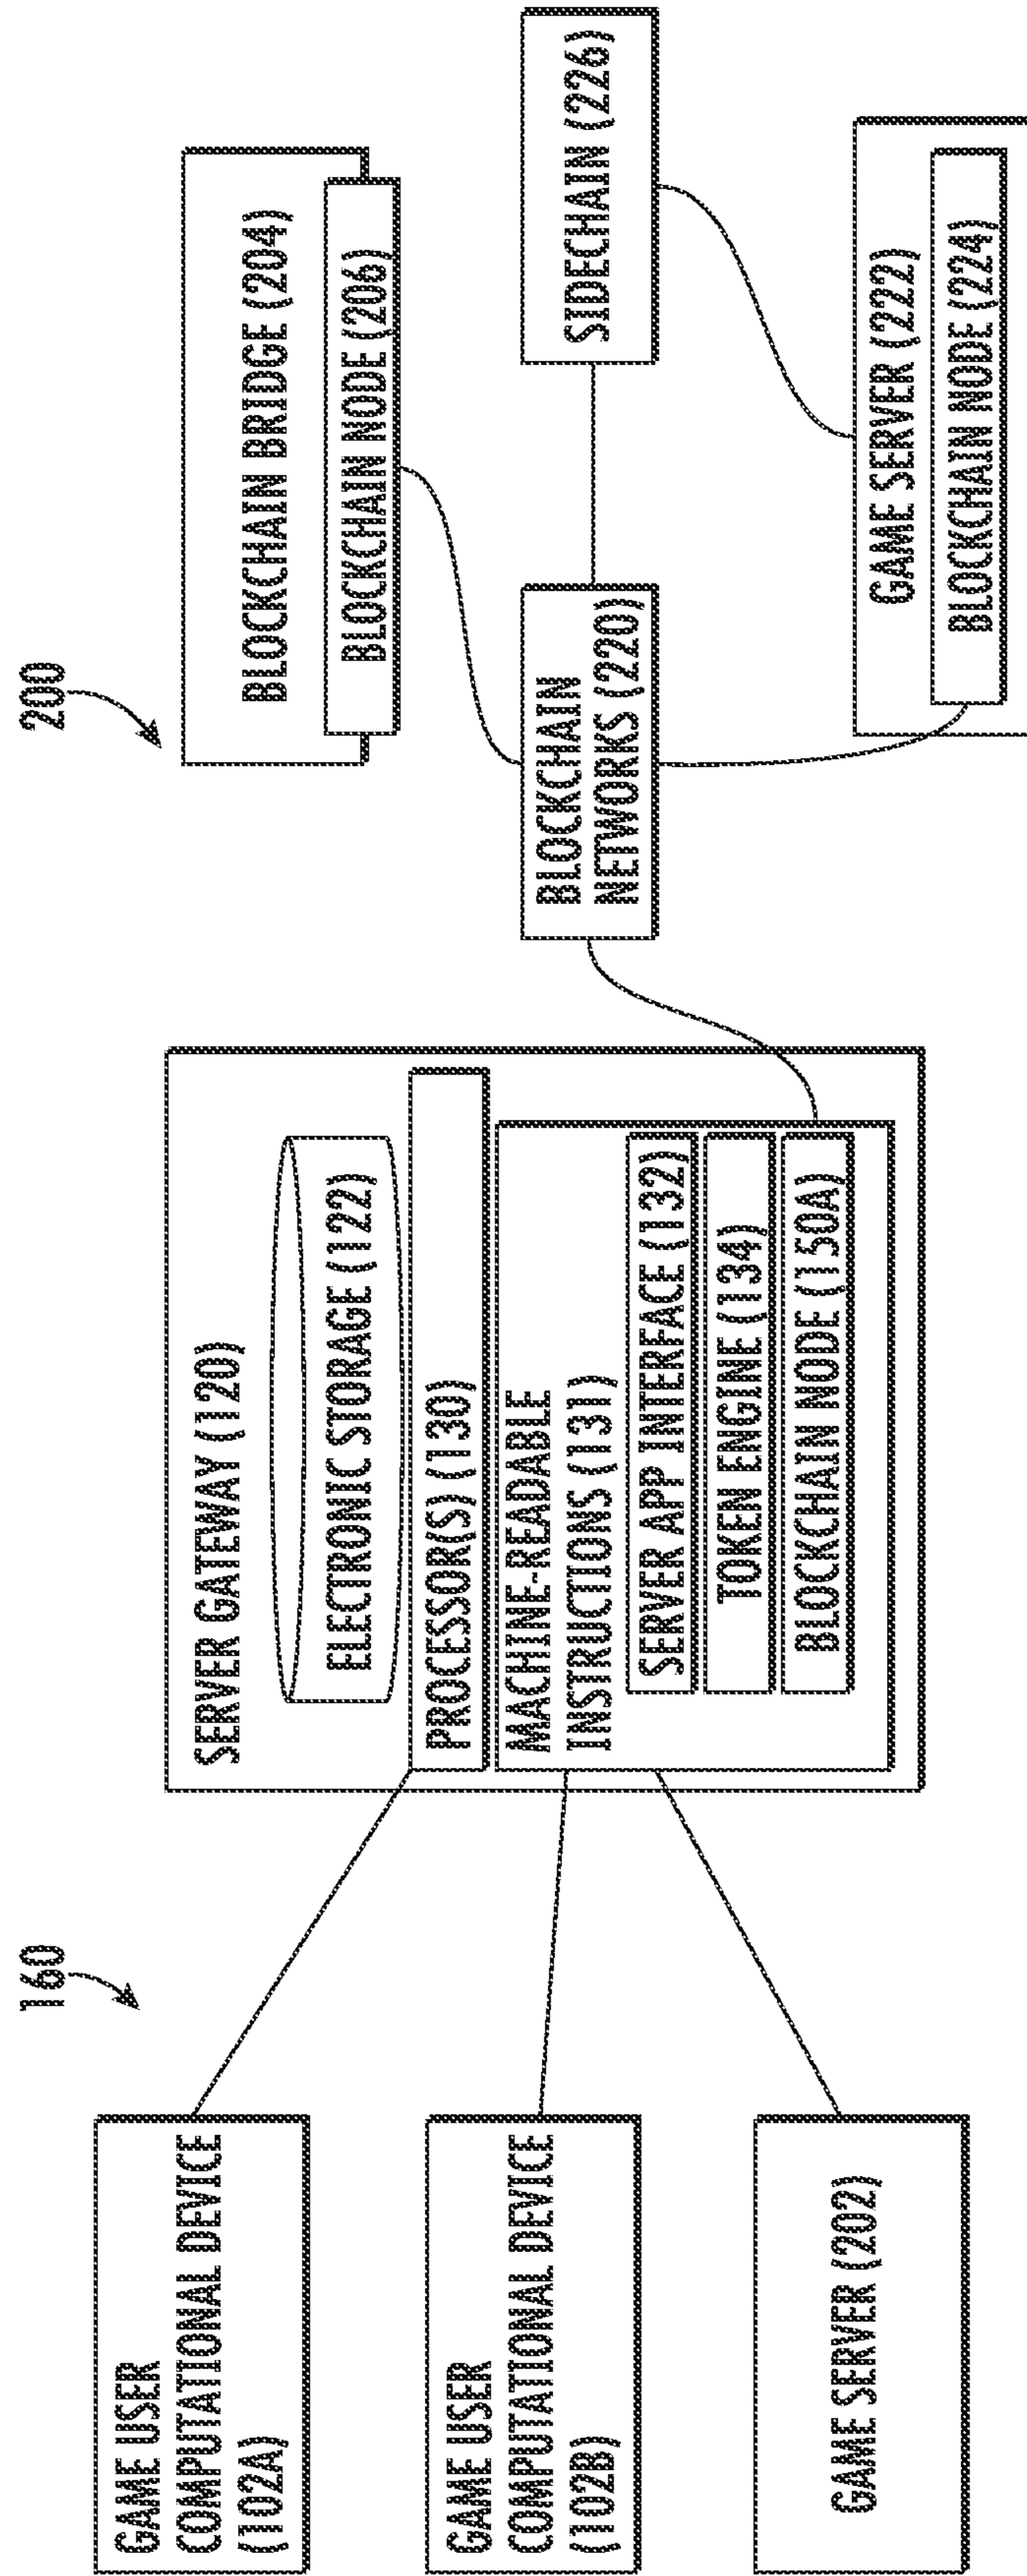 160
200
GAME USER
COMPUTATIONAL DEVICE
(102A)
GAME USER
COMPUTATIONAL DEVICE
(102B)
GAME SERVER (202)
SERVER GATEWAY (120)
ELECTRONIC STORAGE (122)
PROCESSOR(S) (130)
MACHINE-READABLE
INSTRUCTIONS (131)
SERVER APP INTERFACE (132)
TOKEN ENGINE (134)
BLOCKCHAIN NODE (150A)
BLOCKCHAIN
NETWORKS (220)
BLOCKCHAIN BRIDGE (204)
BLOCKCHAIN NODE (206)
SIDECHAIN (226)
GAME SERVER (222)
BLOCKCHAIN NODE (224)